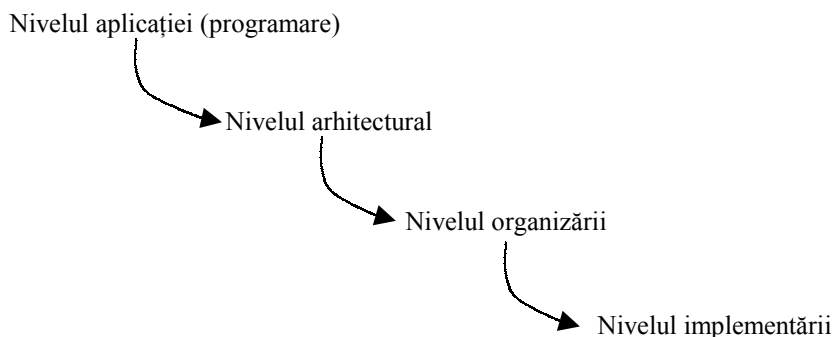 Nivelul aplicației (programare)
Nivelul arhitectural
Nivelul organizării
Nivelul implementării